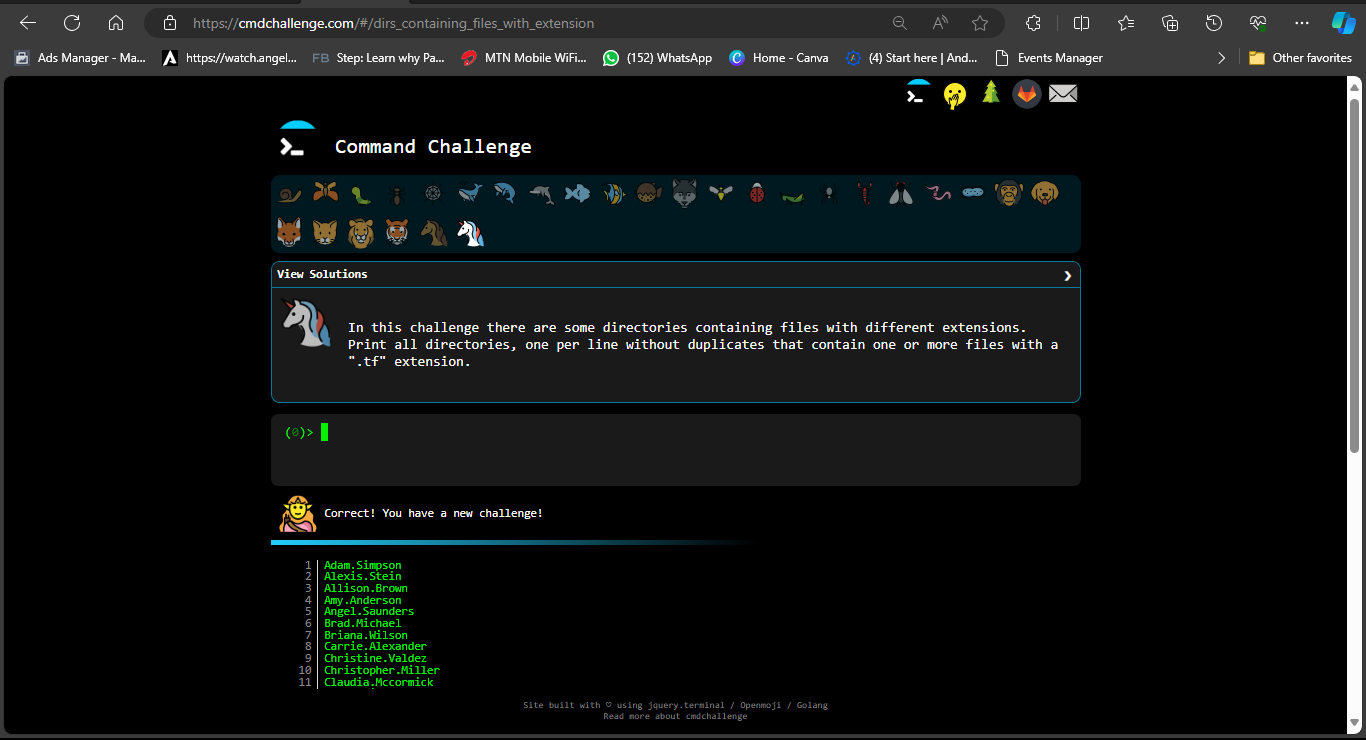 https://cmdchallenge.com/#/dirs_containing_files_with_extension
Ads Manager - Ma...
https://watch.angel...
FB Step: Learn why Pa...
MTN Mobile WiFi...
(152) WhatsApp
Home - Canva
(4) Start here | And...
Events Manager
Other favorites
Command Challenge
View Solutions
In this challenge there are some directories containing files with different extensions.
Print all directories, one per line without duplicates that contain one or more files with a
".tf" extension.
(0)>
Correct! You have a new challenge!
1 Adam.Simpson
2 Alexis.Stein
3 Allison.Brown
4 Amy.Anderson
5 Angel.Saunders
6 Brad.Michael
7 Briana.Wilson
8 Carrie.Alexander
9 Christine.Valdez
10 Christopher.Miller
11 Claudia.Mccormick
Site built with ♡ using jquery.terminal / Openmoji / Golang
Read more about cmdchallenge